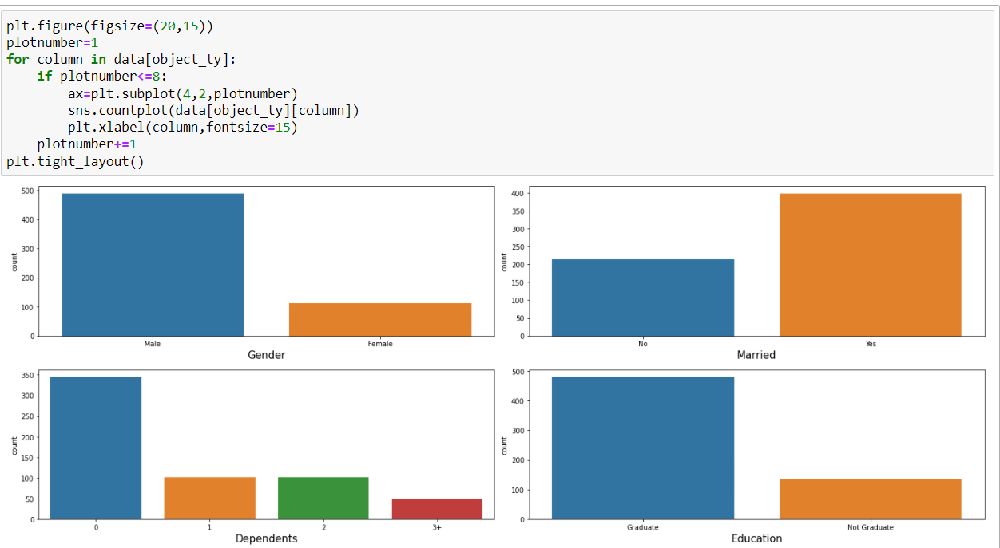 plt.figure(figsize=(20,15))
plotnumber=1
for column in data[object_ty]:
    if plotnumber<=8:
        ax=plt.subplot(4,2,plotnumber)
        sns.countplot(data[object_ty][column])
        plt.xlabel(column,fontsize=15)
    plotnumber+=1
plt.tight_layout()
500
400
300
200
100
0
count
Male
Female
Gender
400
350
300
250
200
150
100
50
0
count
No
Yes
Married
350
300
250
200
150
100
50
0
count
0
1
2
3+
Dependents
500
400
300
200
100
0
count
Graduate
Not Graduate
Education